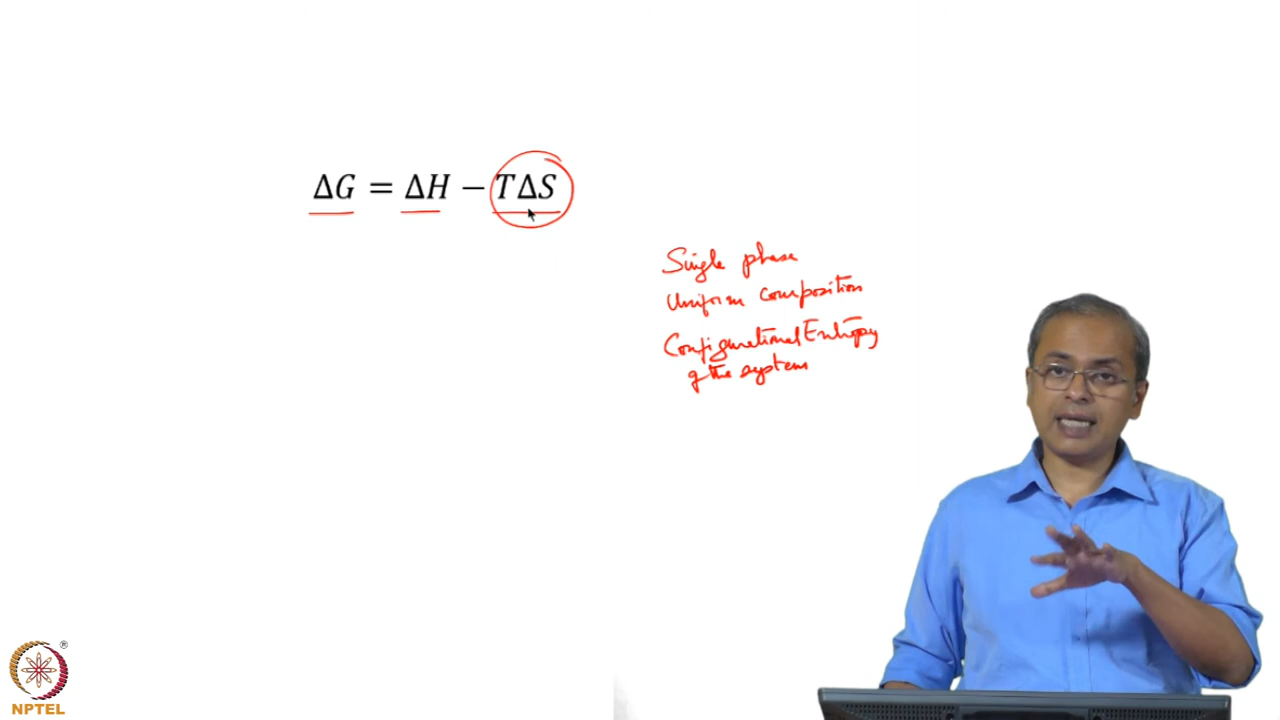 ΔG = ΔH − TΔS
Single phase
Uniform composition
Configurational Entropy
of the system
®
NPTEL